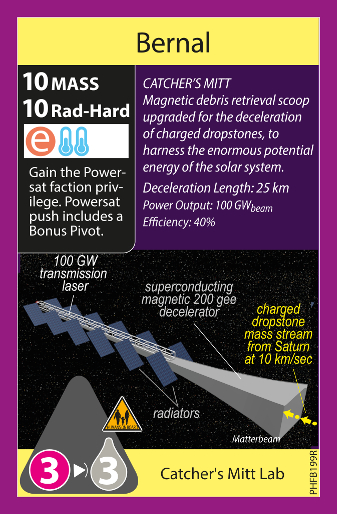 Bernal
10 MASS
10 Rad-Hard
e
Gain the Power-
sat faction priv-
ilege. Powersat
push includes a
Bonus Pivot.
CATCHER'S MITT
Magnetic debris retrieval scoop
upgraded for the deceleration
of charged dropstones, to
harness the enormous potential
energy of the solar system.
Deceleration Length: 25 km
Power Output: 100 GWbeam
Efficiency: 40%
100 GW
transmission
laser
superconducting
magnetic 200 gee
decelerator
charged
dropstone
mass stream
from Saturn
at 10 km/sec
radiators
Matterbeam
3
3
Catcher's Mitt Lab
PHFB199R